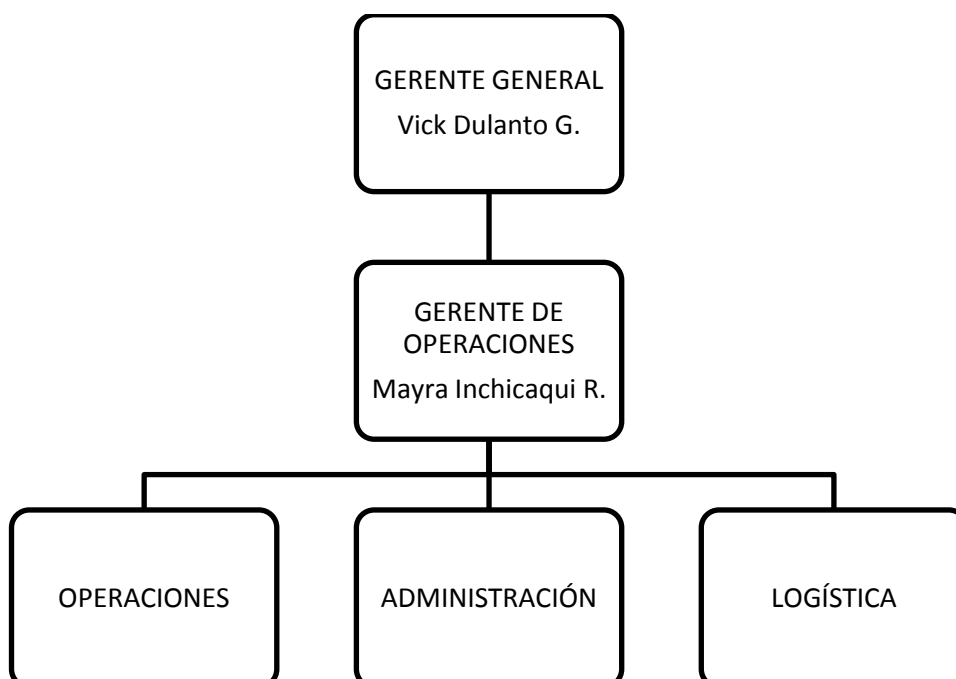 GERENTE GENERAL
Vick Dulanto G.
GERENTE DE
OPERACIONES
Mayra Inchicaqui R.
OPERACIONES
ADMINISTRACIÓN
LOGÍSTICA